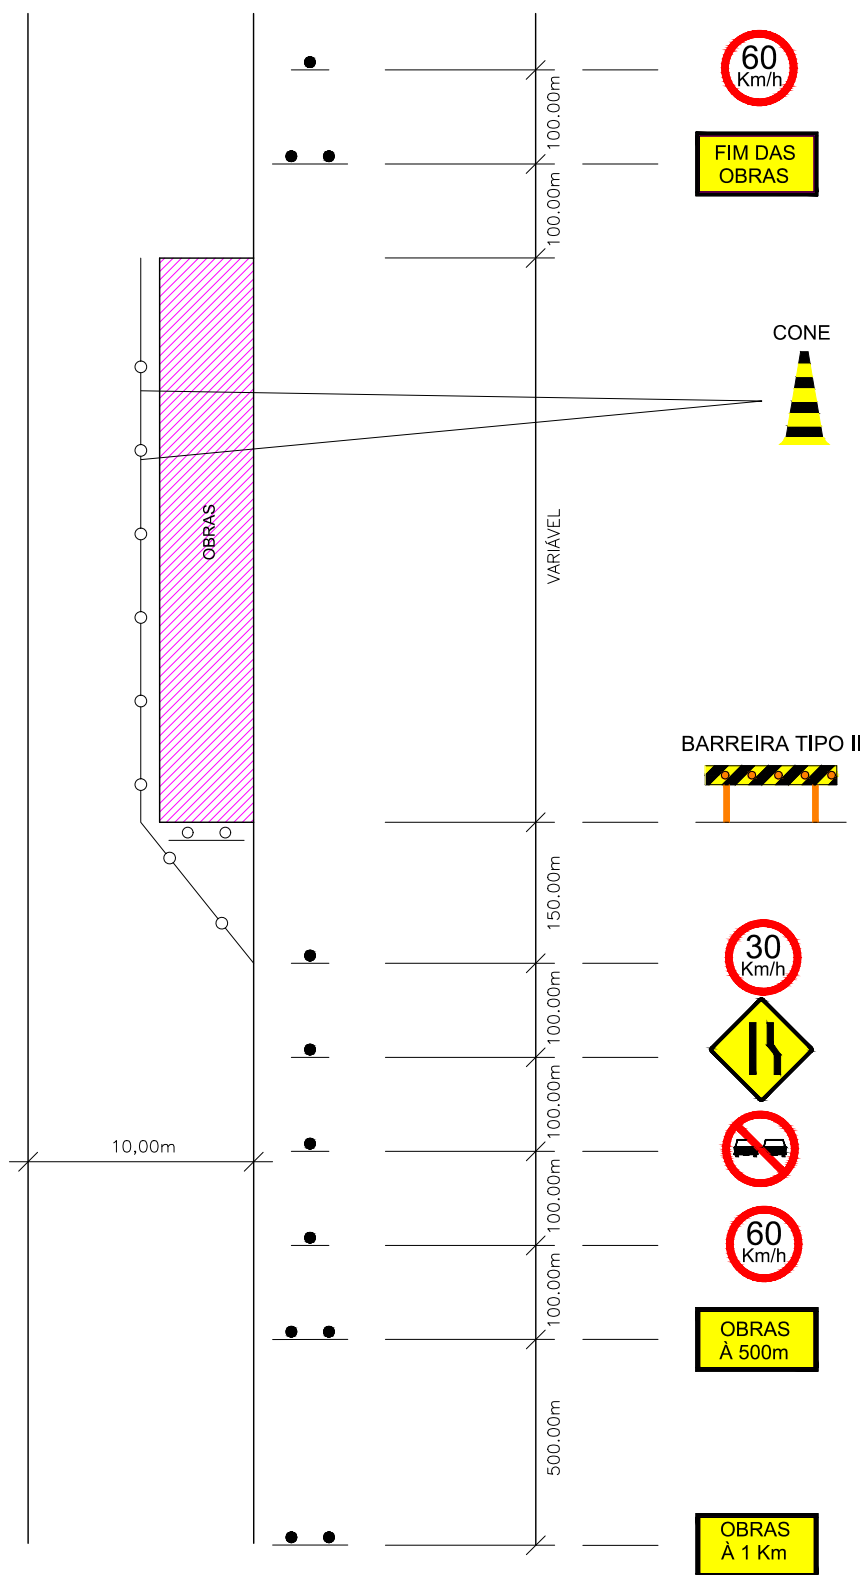 60
Km/h
100.00m
FIM DAS
OBRAS
100.00m
CONE
OBRAS
VARIÁVEL
BARREIRA TIPO II
150.00m
30
Km/h
100.00m
100.00m
10,00m
100.00m
60
Km/h
100.00m
OBRAS
À 500m
500.00m
OBRAS
À 1 Km